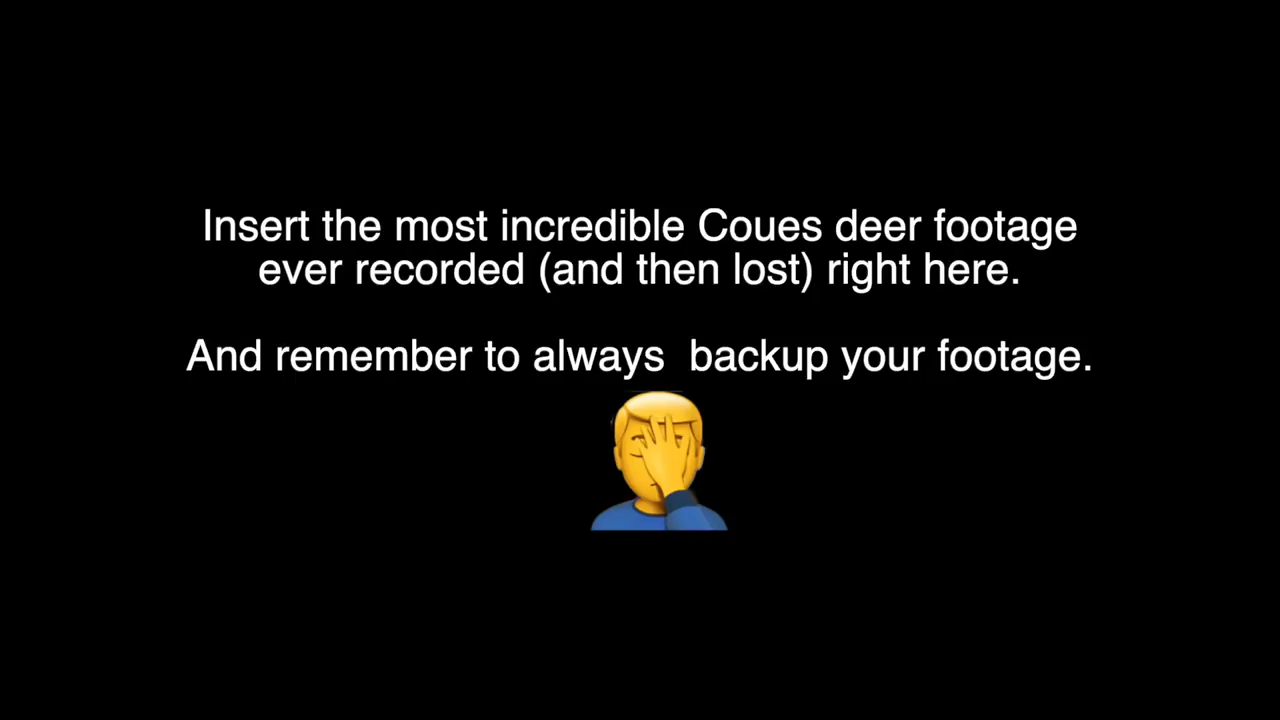 Insert the most incredible Coues deer footage
ever recorded (and then lost) right here.
And remember to always  backup your footage.